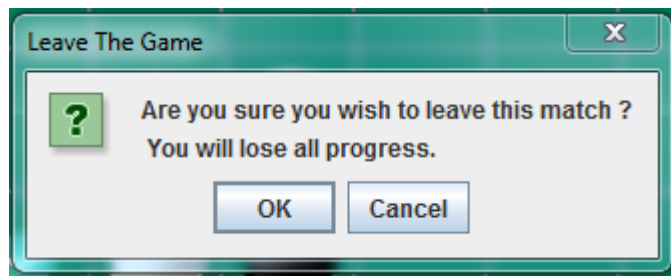 Leave The Game
Are you sure you wish to leave this match ?
You will lose all progress.
OK Cancel